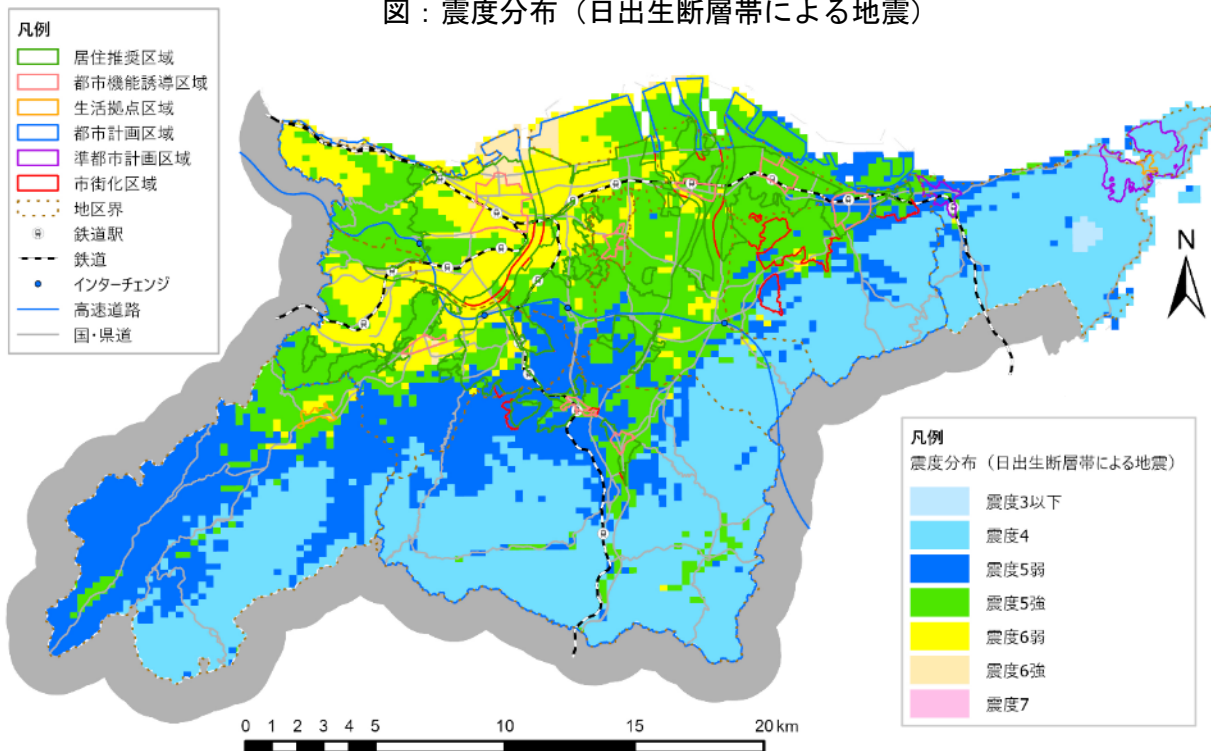 図：震度分布（日出生断層帯による地震）
凡例
居住推奨区域
都市機能誘導区域
生活拠点区域
都市計画区域
準都市計画区域
市街化区域
地区界
鉄道駅
鉄道
インターチェンジ
高速道路
国・県道
N
凡例
震度分布（日出生断層帯による地震）
震度3以下
震度4
震度5弱
震度5強
震度6弱
震度6強
震度7
0 1 2 3 4 5 10 15 20 km